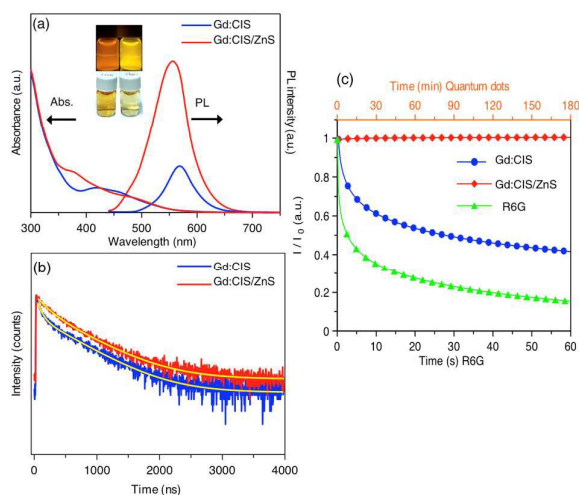 (a)
Gd:CIS
Gd:CIS/ZnS
Abs.
PL
Absorbance (a.u.)
PL intensity (a.u.)
300 400 500 600 700
Wavelength (nm)
(b)
Gd:CIS
Gd:CIS/ZnS
Intensity (counts)
0 1000 2000 3000 4000
Time (ns)
(c)
Time (min) Quantum dots
0 30 60 90 120 150 180
1
0.8
0.6
0.4
0.2
0
I / I 0 (a.u.)
Gd:CIS
Gd:CIS/ZnS
R6G
0 10 20 30 40 50 60
Time (s) R6G